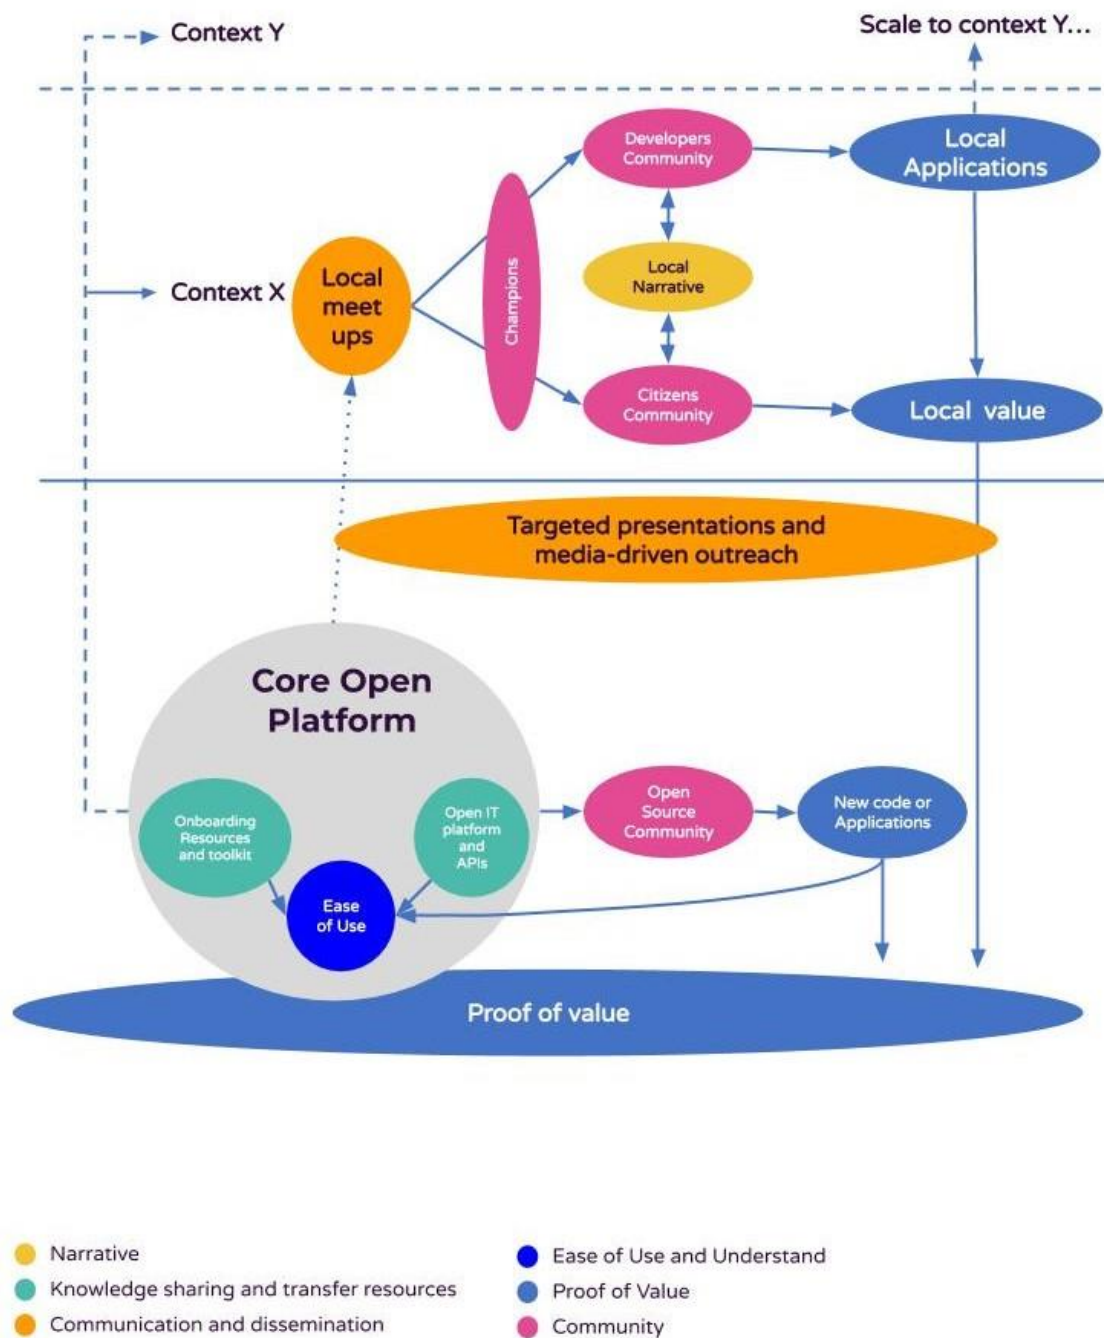 Context Y
Scale to context Y...
Developers
Community
Local
Applications
Local
meet
ups
Context X
Champions
Local
Narrative
Citizens
Community
Local value
Targeted presentations and
media-driven outreach
Core Open
Platform
Onboarding
Resources
and toolkit
Open IT
platform
and
APIs
Ease
of Use
Open
Source
Community
New code or
Applications
Proof of value
Narrative
Knowledge sharing and transfer resources
Communication and dissemination
Ease of Use and Understand
Proof of Value
Community